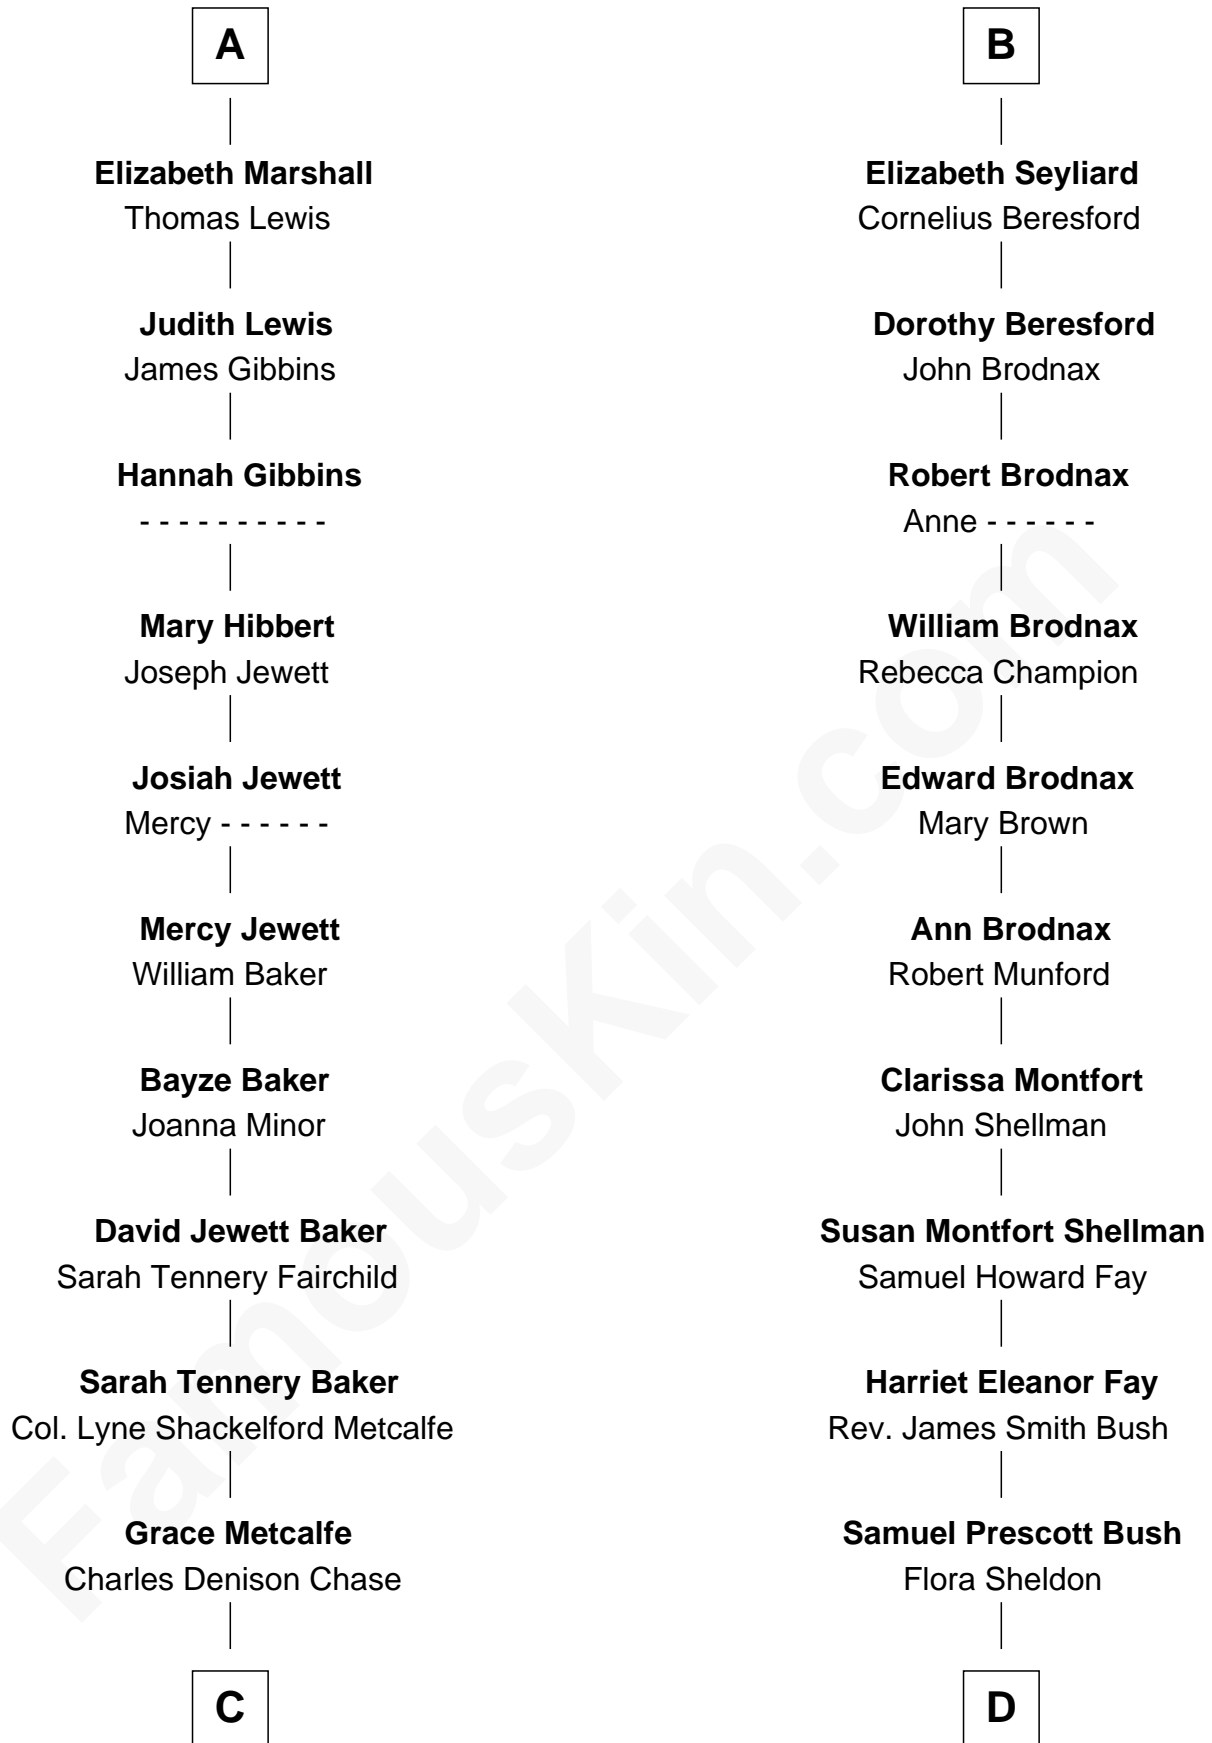 A
Elizabeth Marshall
Thomas Lewis
Judith Lewis
James Gibbins
Hannah Gibbins
- - - - - - - - - -
Mary Hibbert
Joseph Jewett
Josiah Jewett
Mercy - - - - - -
Mercy Jewett
William Baker
Bayze Baker
Joanna Minor
David Jewett Baker
Sarah Tennery Fairchild
Sarah Tennery Baker
Col. Lyne Shackelford Metcalfe
Grace Metcalfe
Charles Denison Chase
C
B
Elizabeth Seyliard
Cornelius Beresford
Dorothy Beresford
John Brodnax
Robert Brodnax
Anne - - - - - -
William Brodnax
Rebecca Champion
Edward Brodnax
Mary Brown
Ann Brodnax
Robert Munford
Clarissa Montfort
John Shellman
Susan Montfort Shellman
Samuel Howard Fay
Harriet Eleanor Fay
Rev. James Smith Bush
Samuel Prescott Bush
Flora Sheldon
D
FamousKin.com